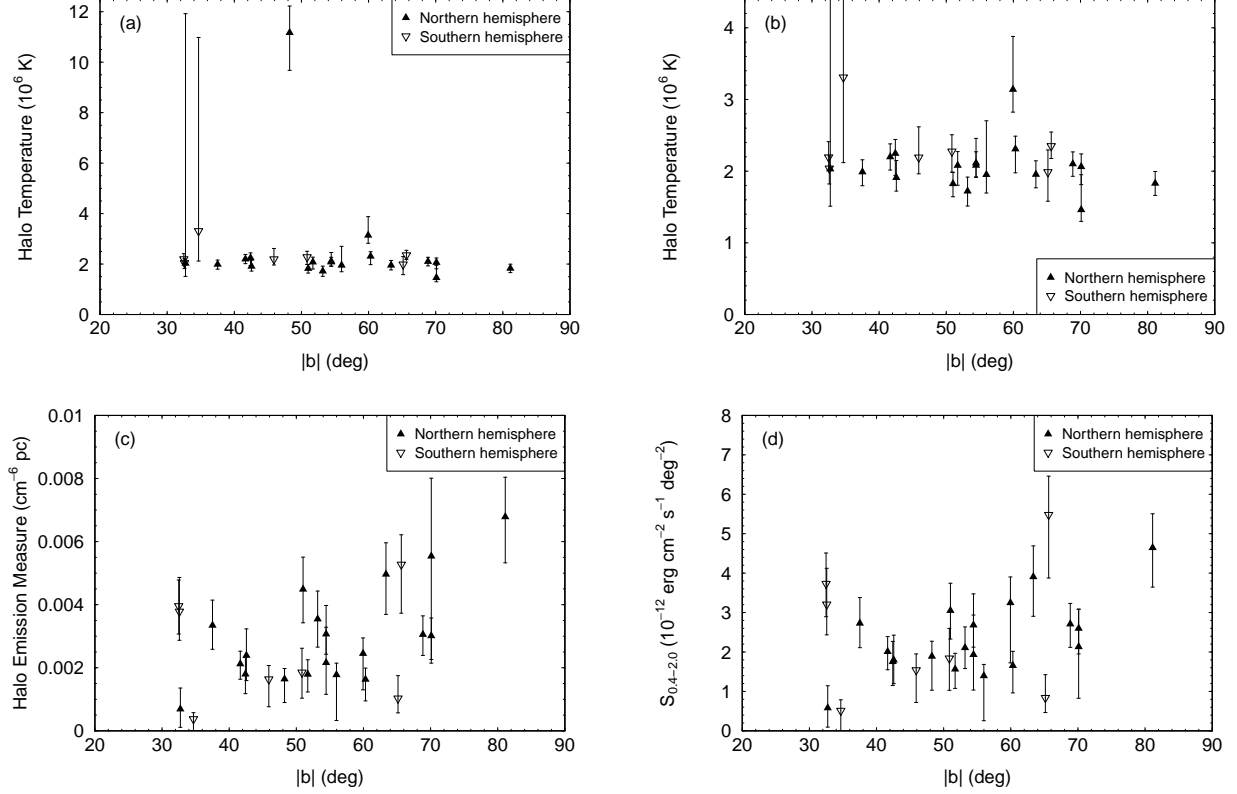 (a)
Northern hemisphere
Southern hemisphere
12
10
8
6
4
2
0
Halo Temperature (10⁶ K)
20 30 40 50 60 70 80 90
|b| (deg)
(b)
Northern hemisphere
Southern hemisphere
4
3
2
1
0
Halo Temperature (10⁶ K)
20 30 40 50 60 70 80 90
|b| (deg)
(c)
Northern hemisphere
Southern hemisphere
0.01
0.008
0.006
0.004
0.002
0
Halo Emission Measure (cm⁻⁶ pc)
20 30 40 50 60 70 80 90
|b| (deg)
(d)
Northern hemisphere
Southern hemisphere
8
7
6
5
4
3
2
1
0
S₀.₄₋₂.₀ (10⁻¹² erg cm⁻² s⁻¹ deg⁻²)
20 30 40 50 60 70 80 90
|b| (deg)